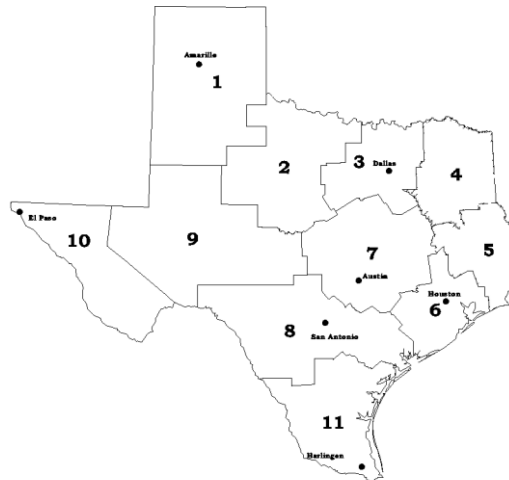 Amarillo
1
2
3
Dallas
4
El Paso
10
9
7
5
Austin
Houston
6
8
San Antonio
11
Harlingen